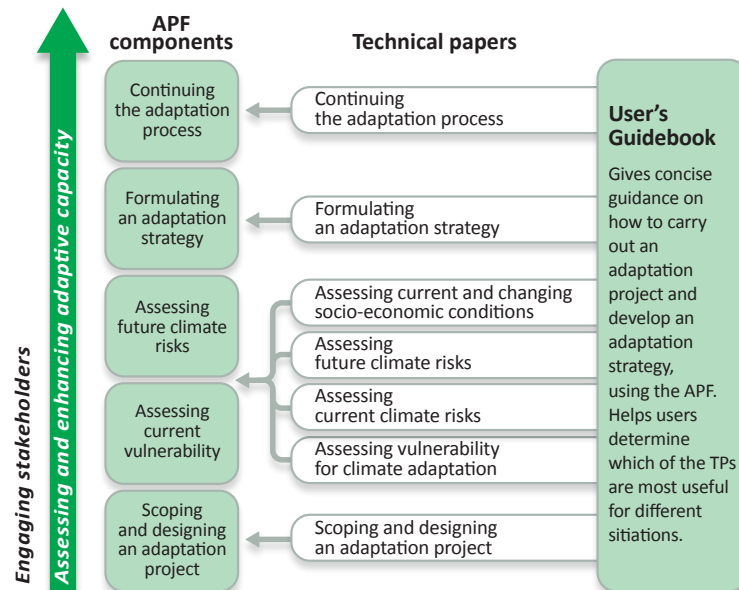 APF
components
Technical papers
Engaging stakeholders
Assessing and enhancing adaptive capacity
Continuing
the adaptation
process
Formulating
an adaptation
strategy
Assessing
future climate
risks
Assessing
current
vulnerability
Scoping
and designing
an adaptation
project
Continuing
the adaptation process
Formulating
an adaptation strategy
Assessing current and changing
socio-economic conditions
Assessing
future climate risks
Assessing
current climate risks
Assessing vulnerability
for climate adaptation
Scoping and designing
an adaptation project
User's
Guidebook
Gives concise
guidance on
how to carry
out an
adaptation
project and
develop an
adaptation
strategy,
using the APF.
Helps users
determine
which of the TPs
are most useful
for different
sitiations.